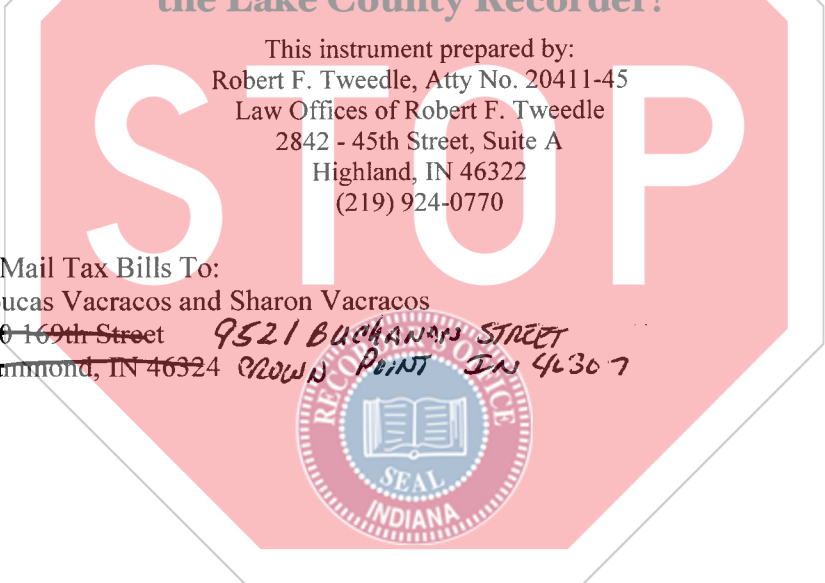 the Lake County Recorder!
This instrument prepared by:
Robert F. Tweedle, Atty No. 20411-45
Law Offices of Robert F. Tweedle
2842 - 45th Street, Suite A
Highland, IN 46322
(219) 924-0770
STOP
Mail Tax Bills To:
ucas Vacracos and Sharon Vacracos
0 169th Street 9521 BUCHANAN STREET
mmond, IN 46324 CROWN POINT IN 46307
RECORDER'S OFFICE
SEAL
INDIANA